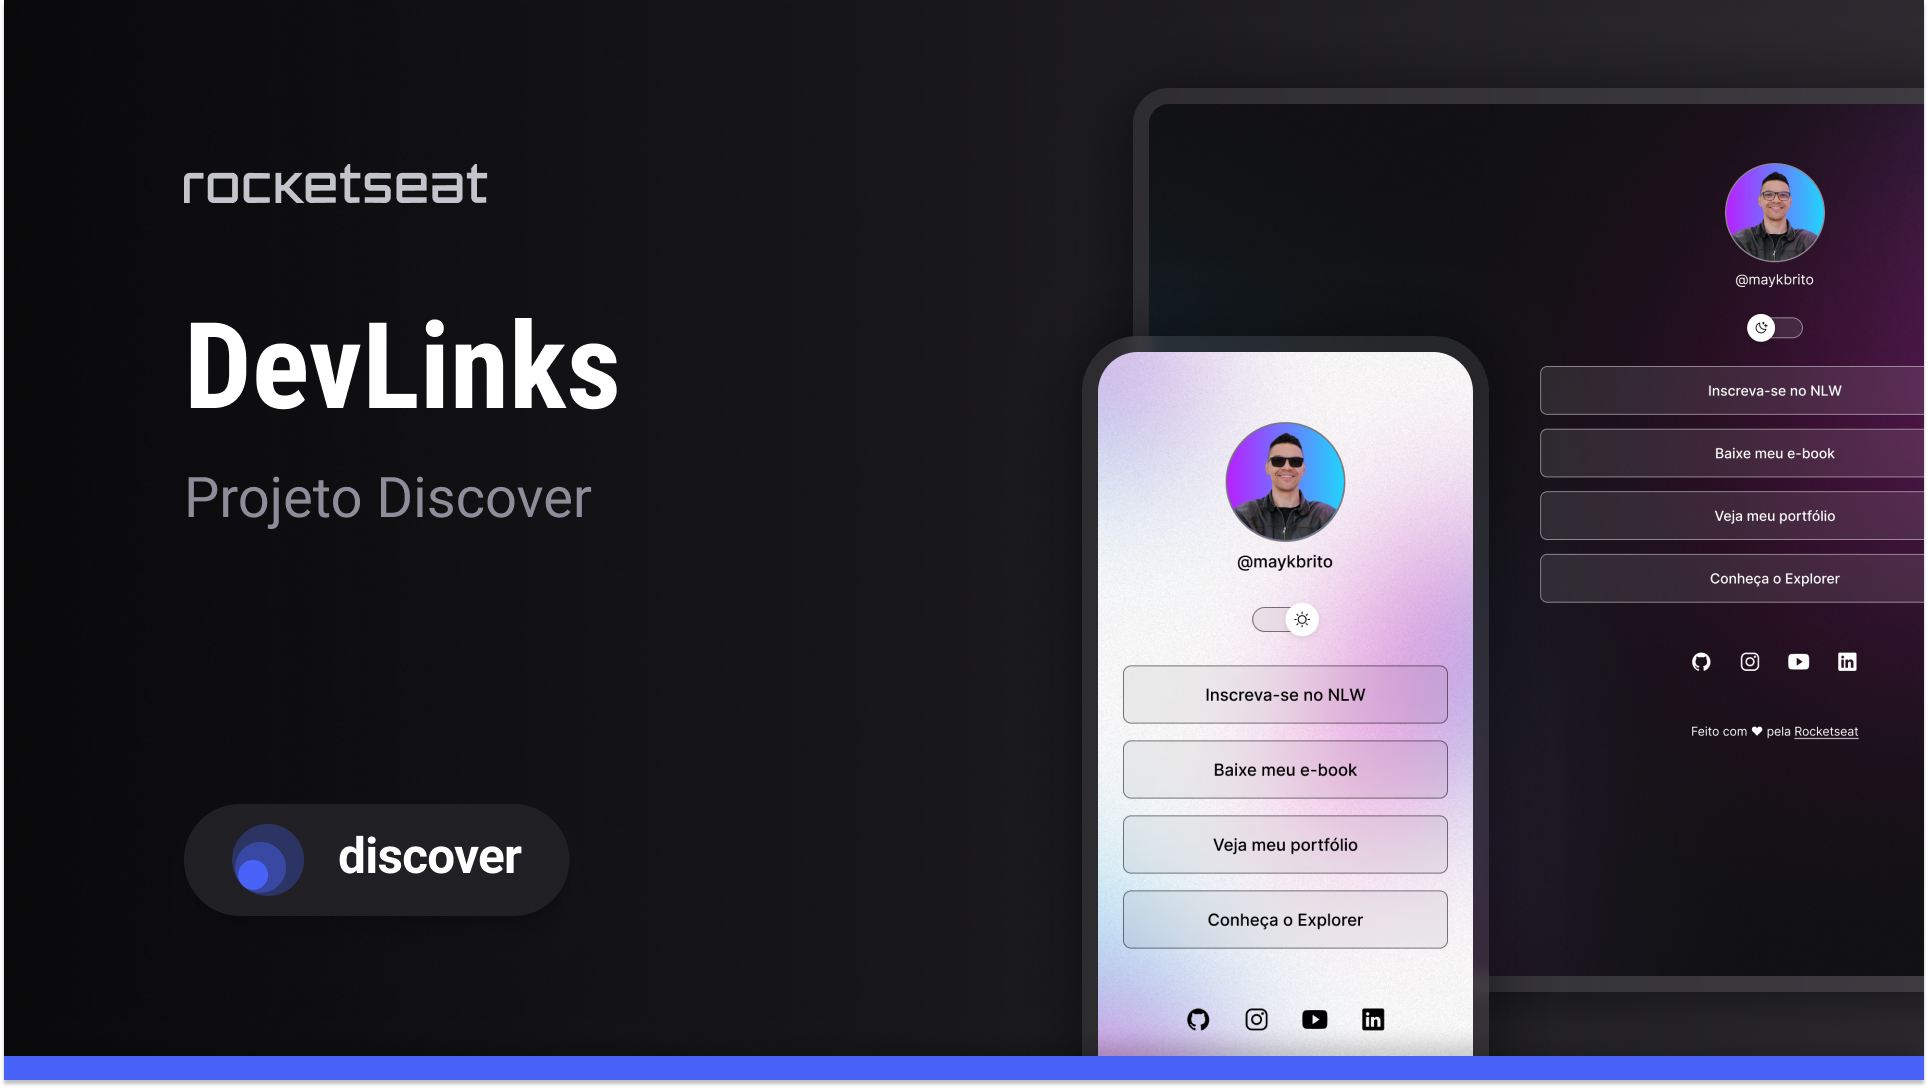 rocketseat
DevLinks
Projeto Discover
discover
@maykbrito
Inscreva-se no NLW
Baixe meu e-book
Veja meu portfólio
Conheça o Explorer
@maykbrito
Inscreva-se no NLW
Baixe meu e-book
Veja meu portfólio
Conheça o Explorer
Feito com ♥ pela Rocketseat